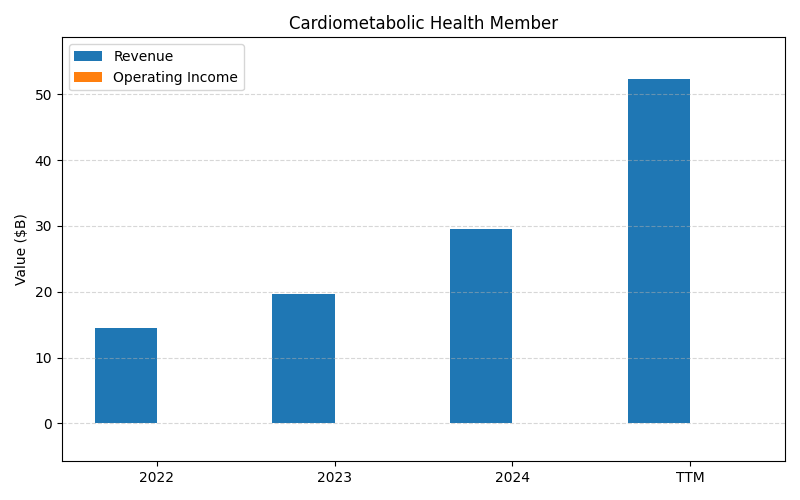 Cardiometabolic Health Member
Revenue
Operating Income
Value ($B)
50
40
30
20
10
0
2022
2023
2024
TTM